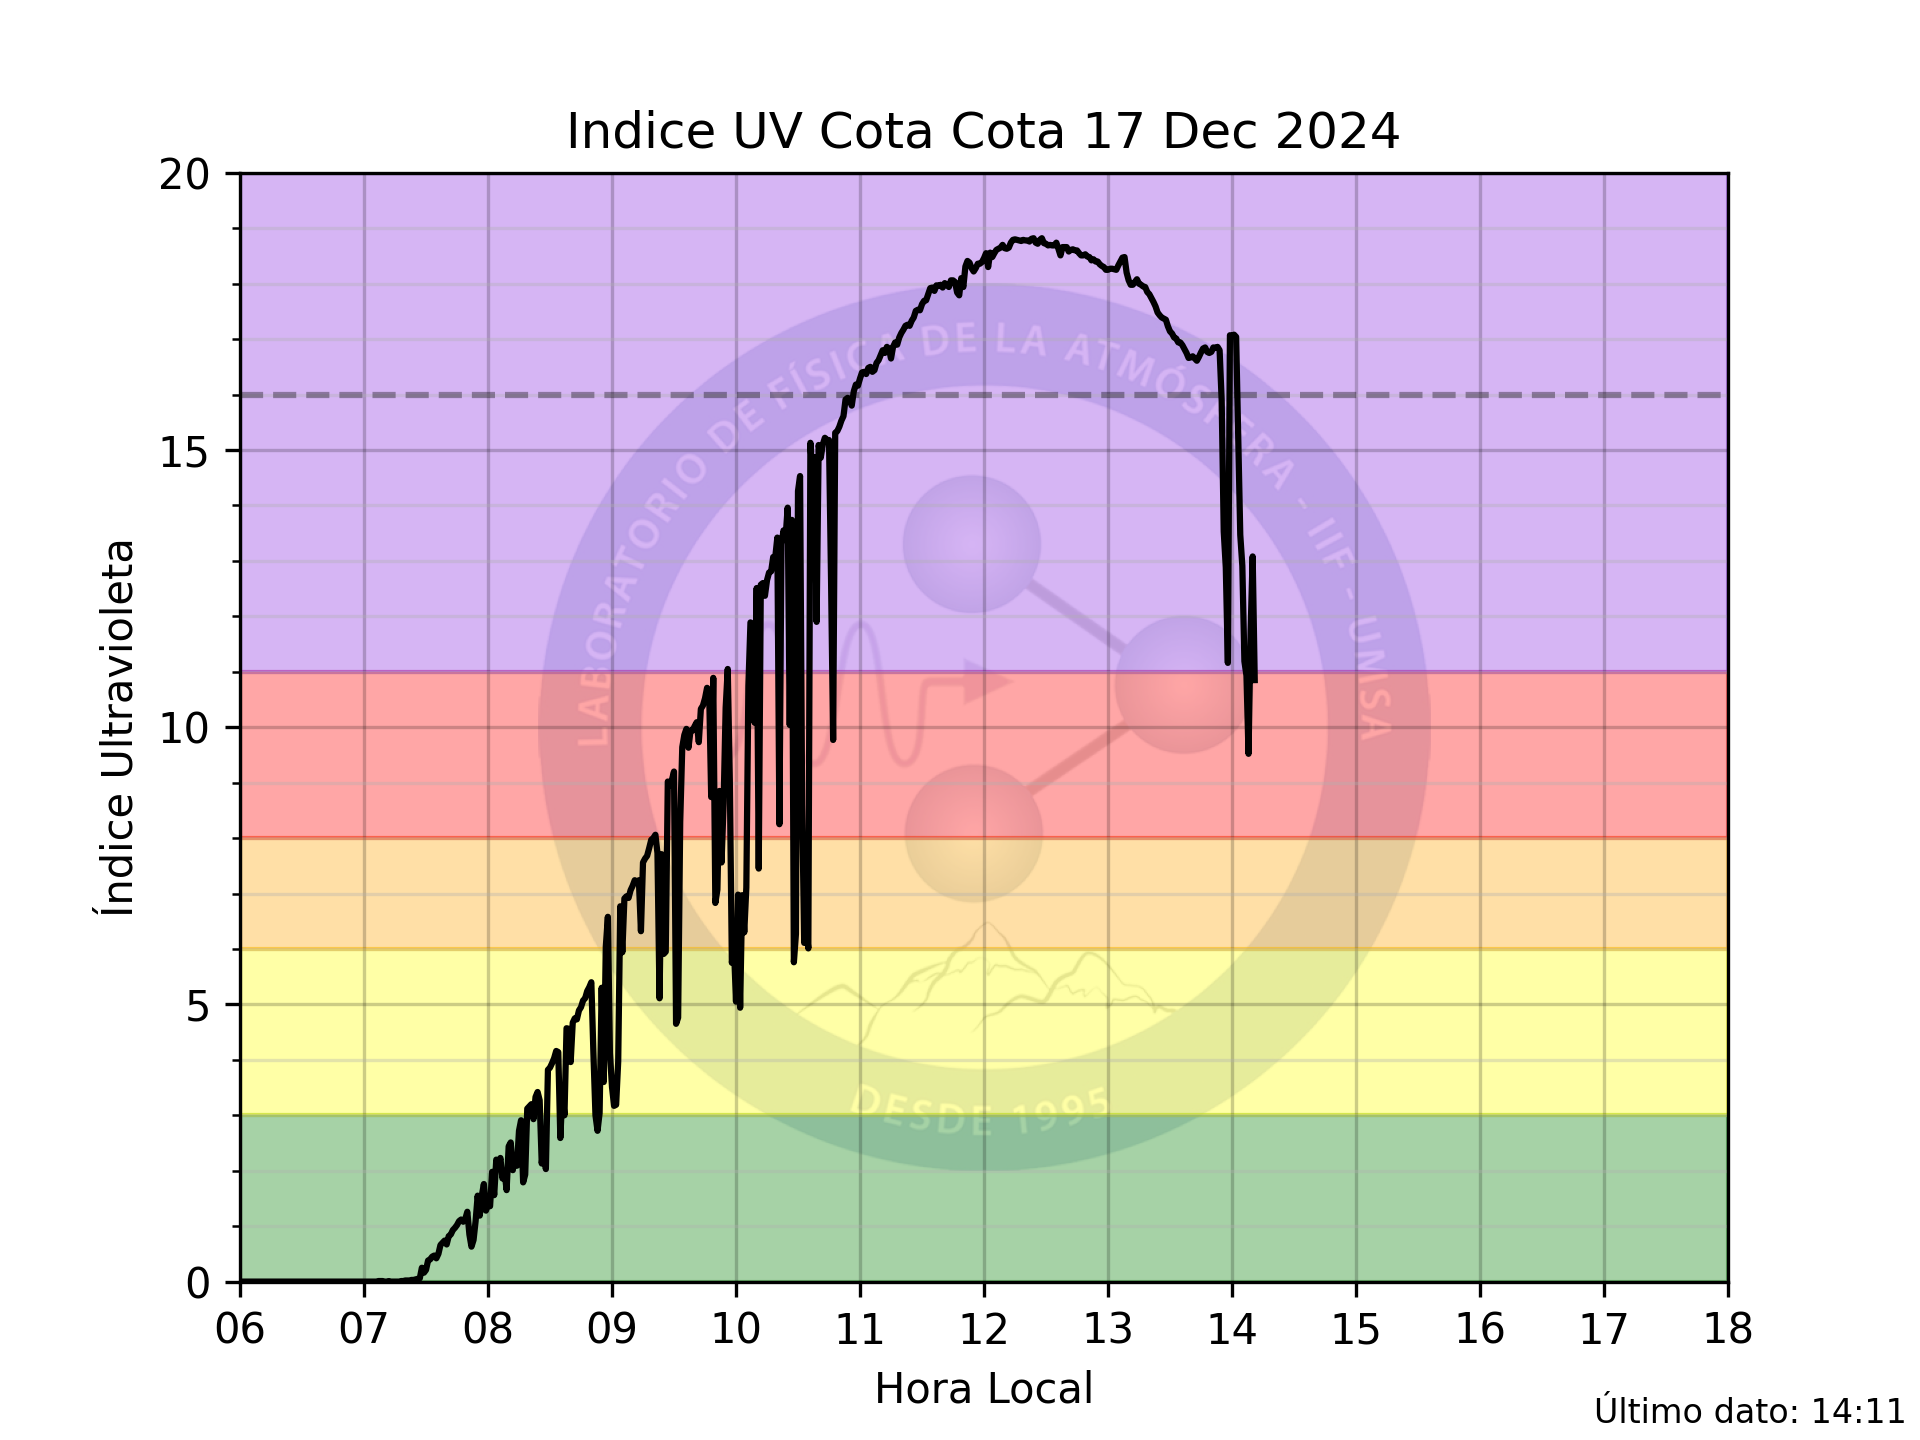 Indice UV Cota Cota 17 Dec 2024
20
15
10
5
0
Índice Ultravioleta
LABORATORIO DE FÍSICA DE LA ATMÓSFERA - IIF - UMSA
DESDE 1995
06 07 08 09 10 11 12 13 14 15 16 17 18
Hora Local
Último dato: 14:11